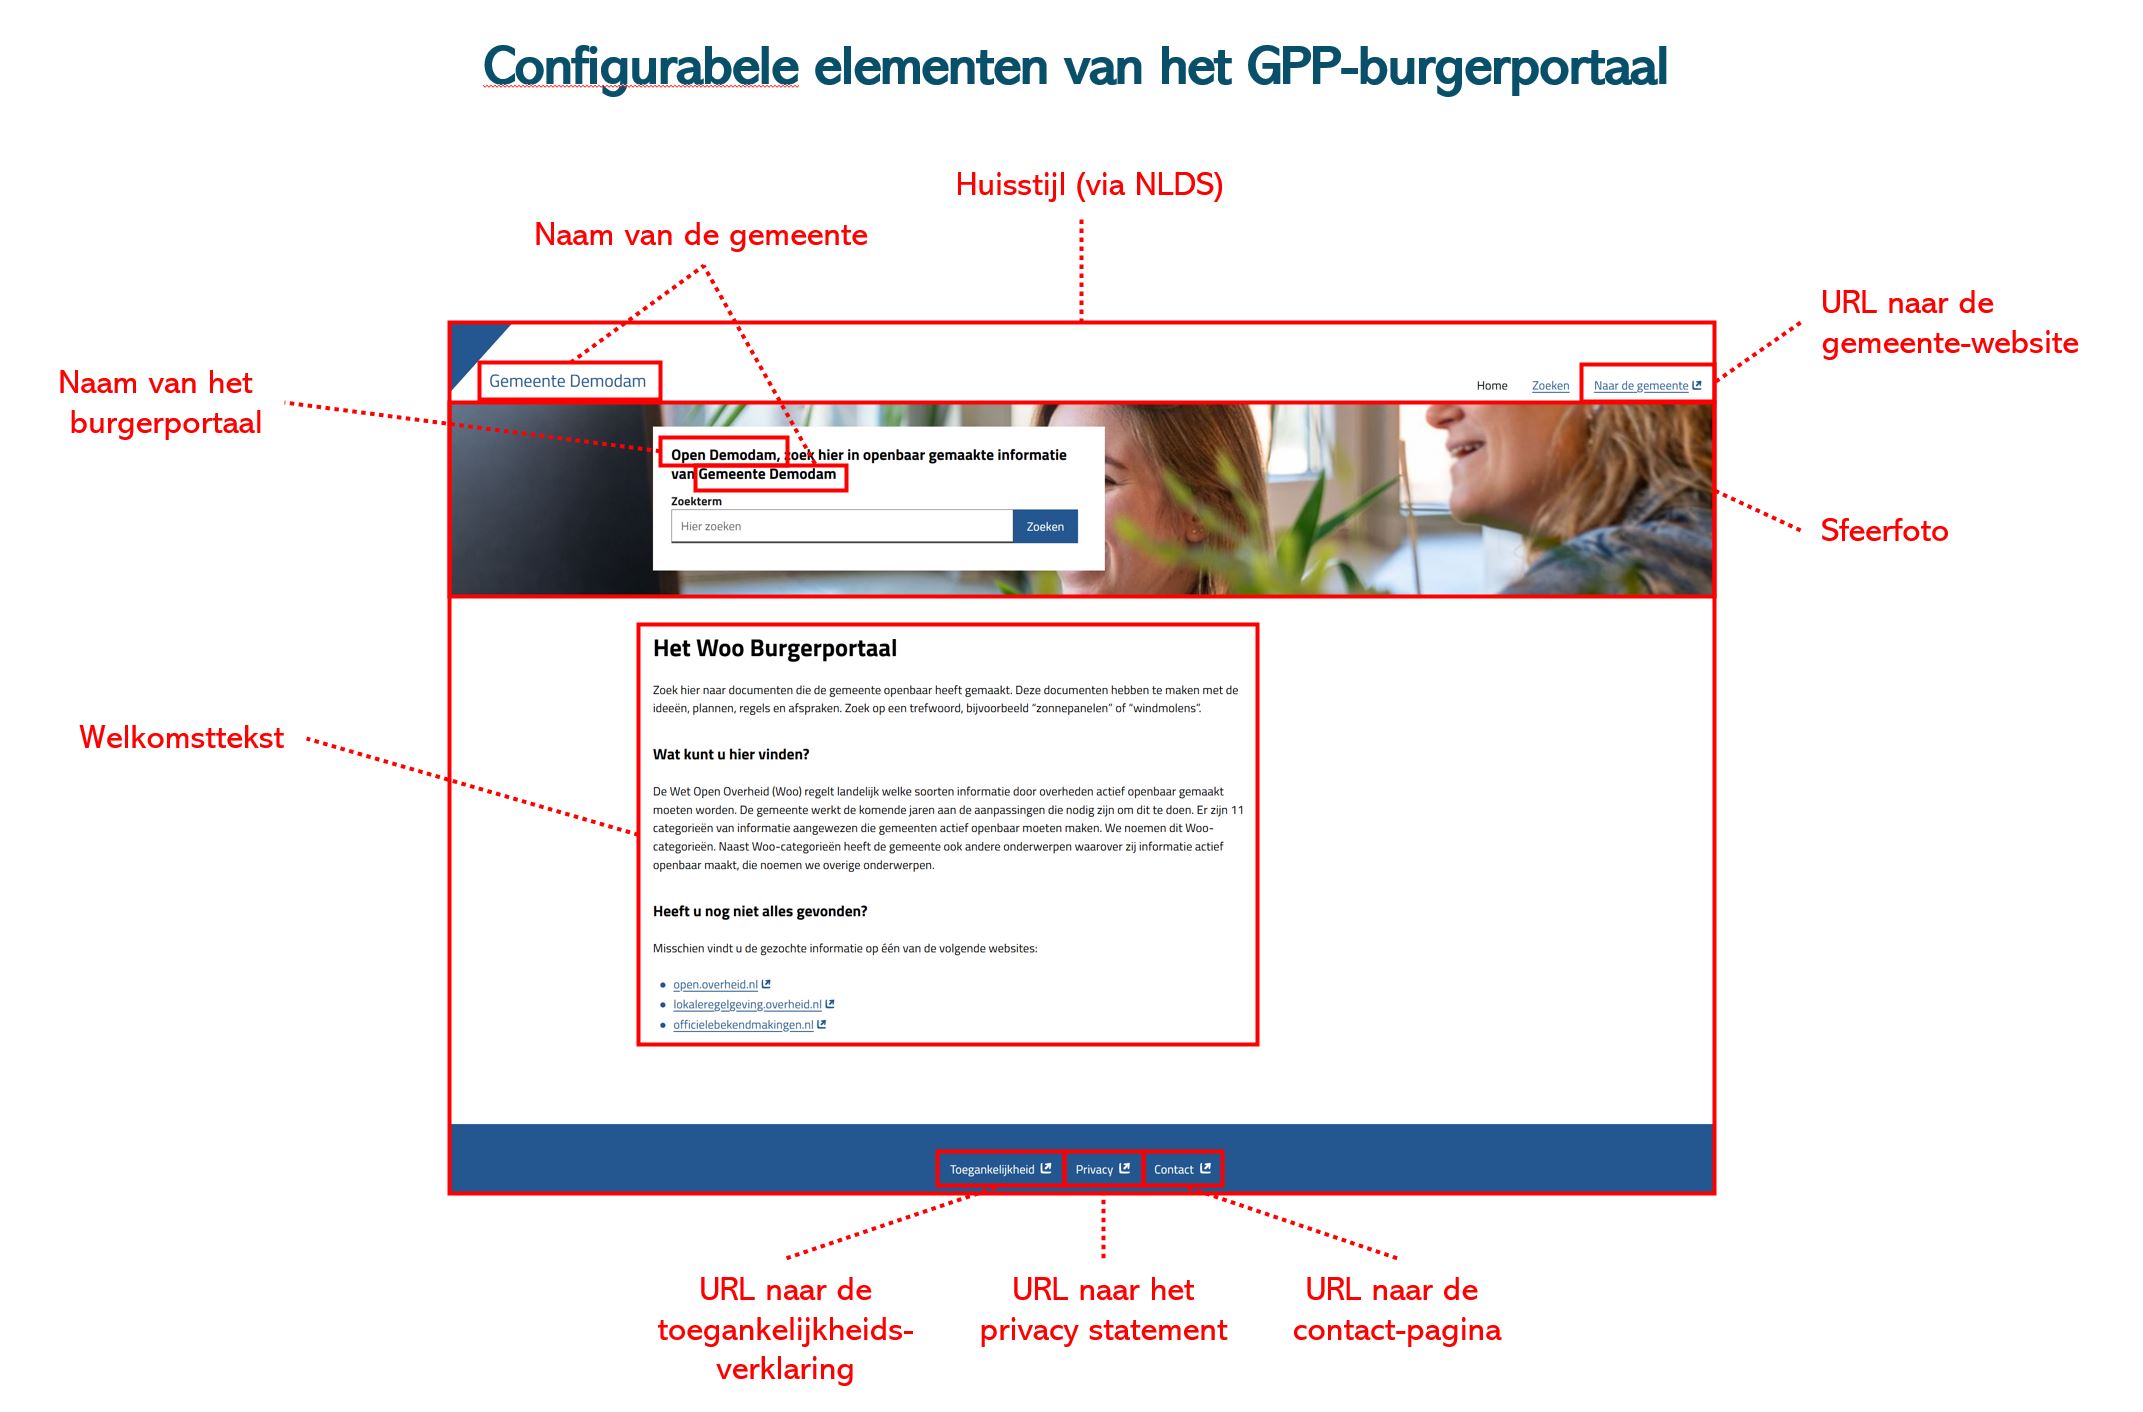 Configurabele elementen van het GPP-burgerportaal
Huisstijl (via NLDS)
Naam van de gemeente
URL naar de
gemeente-website
Naam van het
burgerportaal
Gemeente Demodam
Home Zoeken Naar de gemeente
Open Demodam, zoek hier in openbaar gemaakte informatie
van Gemeente Demodam
Zoekterm
Hier zoeken Zoeken
Sfeerfoto
Het Woo Burgerportaal
Zoek hier naar documenten die de gemeente openbaar heeft gemaakt. Deze documenten hebben te maken met de
ideeën, plannen, regels en afspraken. Zoek op een trefwoord, bijvoorbeeld “zonnepanelen” of “windmolens”.
Welkomsttekst
Wat kunt u hier vinden?
De Wet Open Overheid (Woo) regelt landelijk welke soorten informatie door overheden actief openbaar gemaakt
moeten worden. De gemeente werkt de komende jaren aan de aanpassingen die nodig zijn om dit te doen. Er zijn 11
categorieën van informatie aangewezen die gemeenten actief openbaar moeten maken. We noemen dit Woo-
categorieën. Naast Woo-categorieën heeft de gemeente ook andere onderwerpen waarover zij informatie actief
openbaar maakt, die noemen we overige onderwerpen.
Heeft u nog niet alles gevonden?
Misschien vindt u de gezochte informatie op één van de volgende websites:
open.overheid.nl
lokaleregelgeving.overheid.nl
officielebekendmakingen.nl
Toegankelijkheid Privacy Contact
URL naar de
toegankelijkheids-
verklaring
URL naar het
privacy statement
URL naar de
contact-pagina